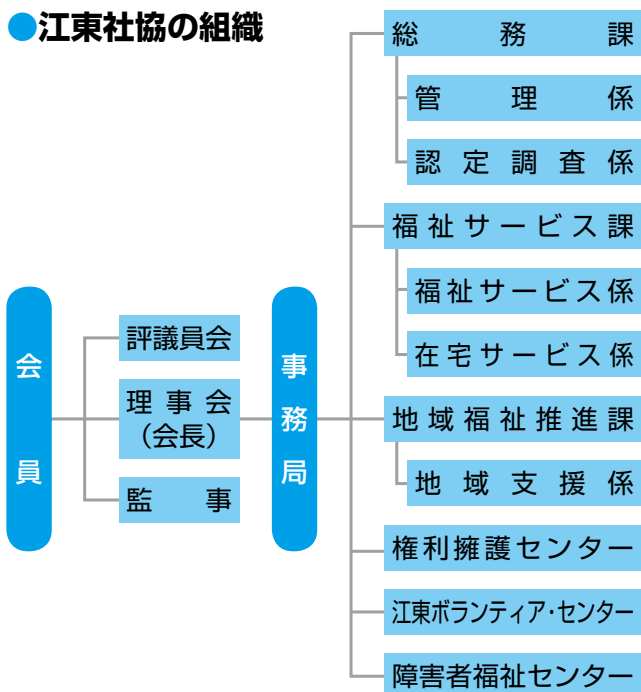 ●江東社協の組織
会員
評議員会
理事会
（会長）
監事
事務局
総務課
管理係
認定調査係
福祉サービス課
福祉サービス係
在宅サービス係
地域福祉推進課
地域支援係
権利擁護センター
江東ボランティア・センター
障害者福祉センター